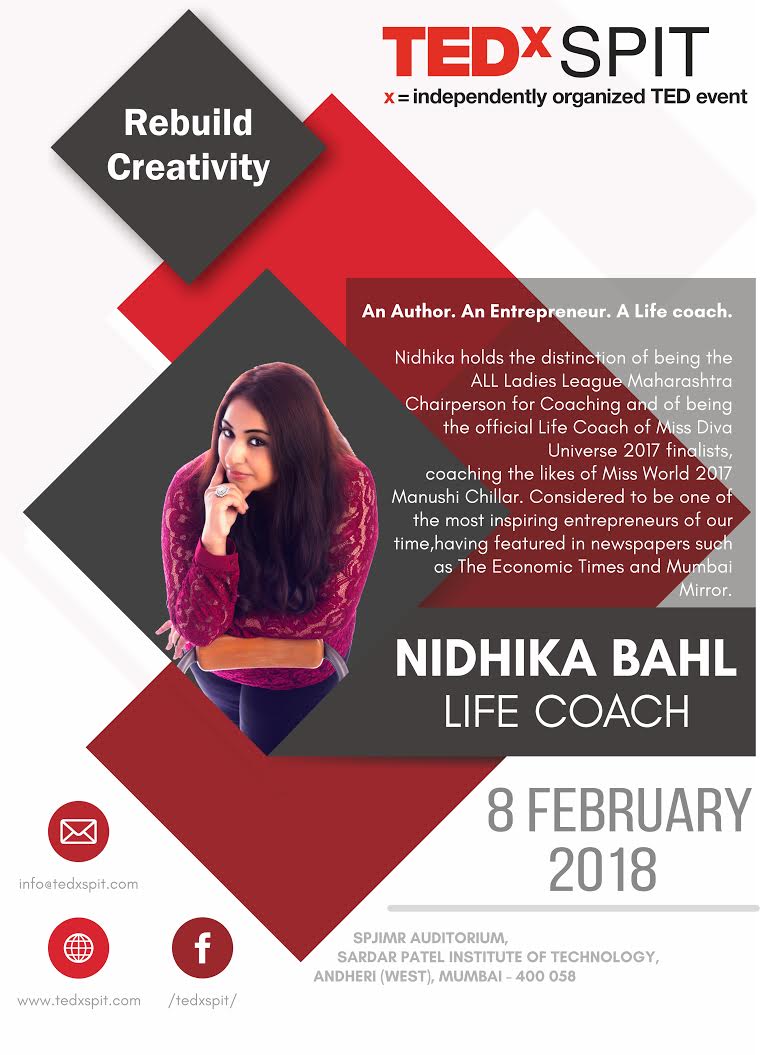 TEDxSPIT
x = independently organized TED event
Rebuild
Creativity
An Author. An Entrepreneur. A Life coach.
Nidhika holds the distinction of being the
ALL Ladies League Maharashtra
Chairperson for Coaching and of being
the official Life Coach of Miss Diva
Universe 2017 finalists,
coaching the likes of Miss World 2017
Manushi Chillar. Considered to be one of
the most inspiring entrepreneurs of our
time,having featured in newspapers such
as The Economic Times and Mumbai
Mirror.
NIDHIKA BAHL
LIFE COACH
8 FEBRUARY
2018
info@tedxspit.com
SPJIMR AUDITORIUM,
SARDAR PATEL INSTITUTE OF TECHNOLOGY,
ANDHERI (WEST), MUMBAI - 400 058
www.tedxspit.com
f
/tedxspit/